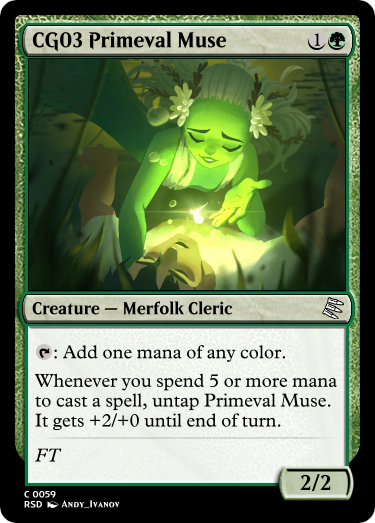 CG03 Primeval Muse 1
Creature — Merfolk Cleric
: Add one mana of any color.
Whenever you spend 5 or more mana
to cast a spell, untap Primeval Muse.
It gets +2/+0 until end of turn.
FT
2/2
C 0059
RSD Andy_Ivanov